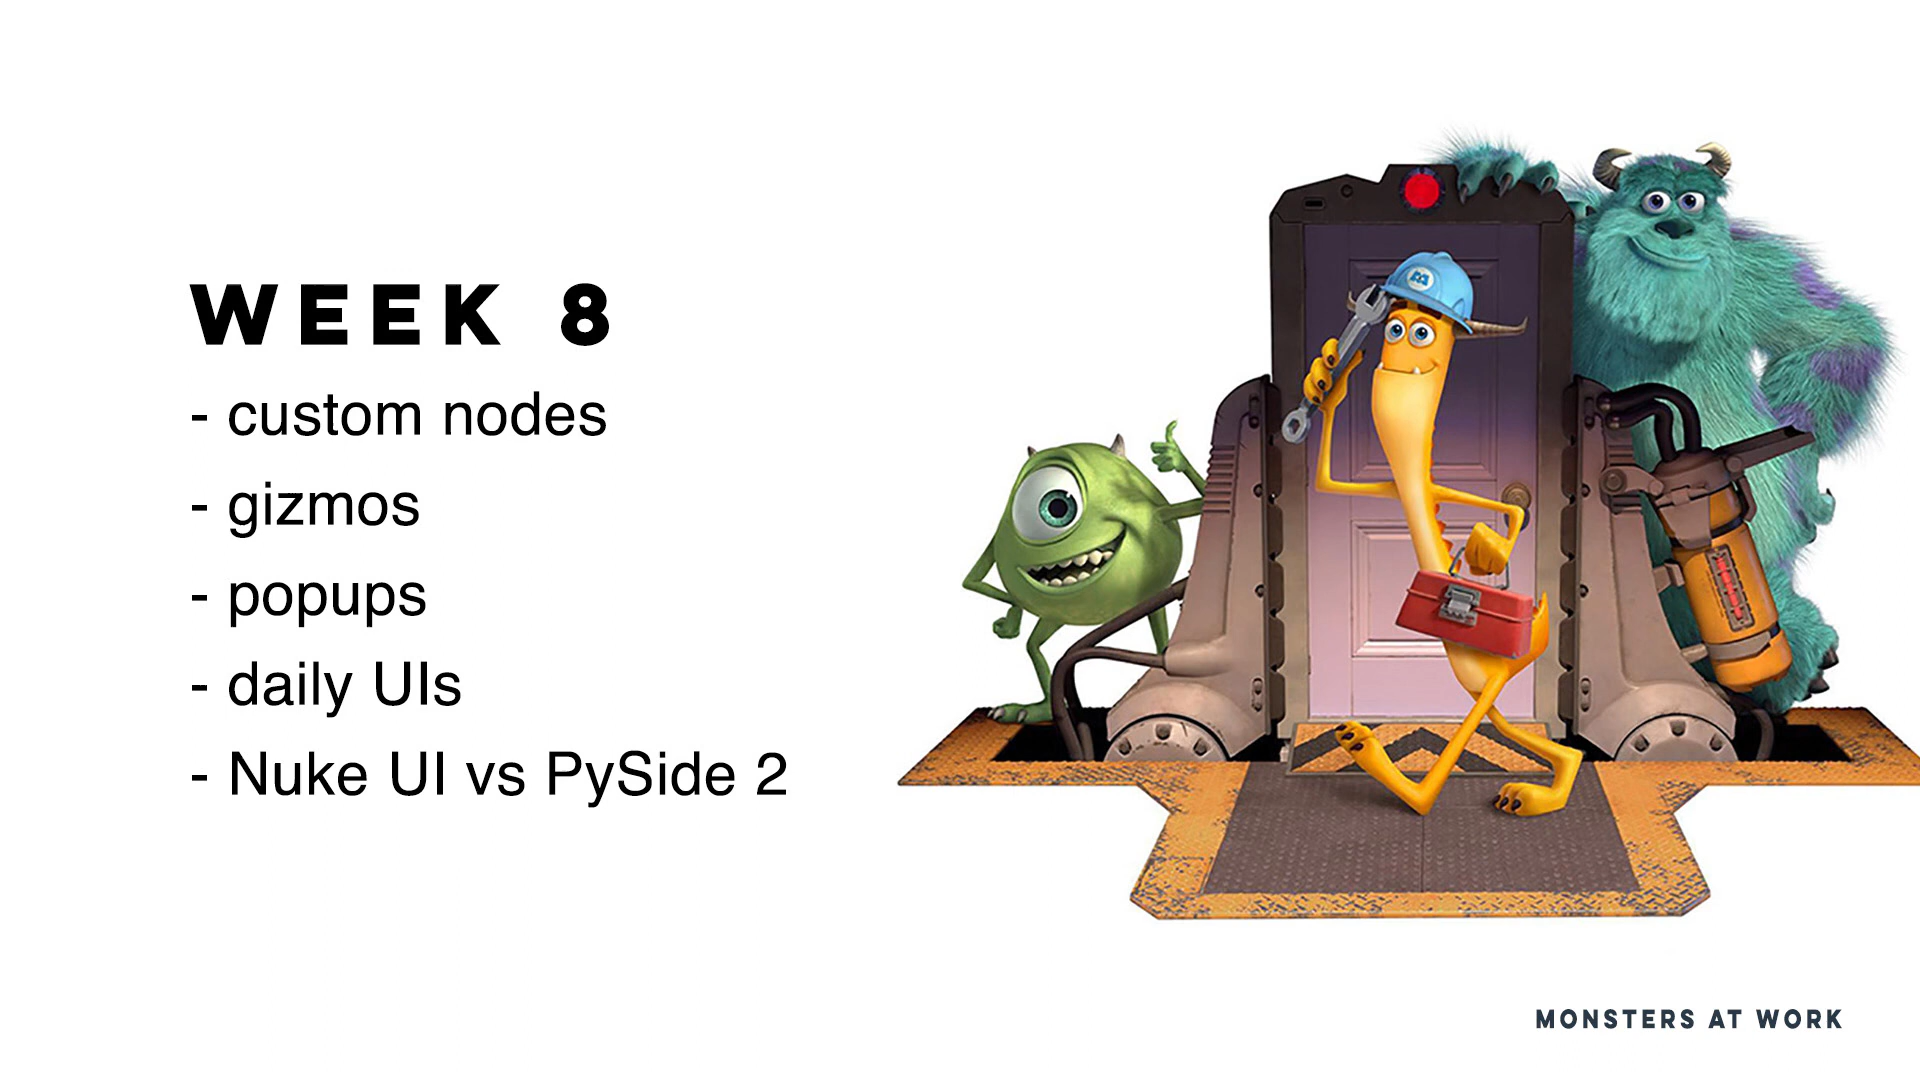 WEEK 8
- custom nodes
- gizmos
- popups
- daily UIs
- Nuke UI vs PySide 2
MONSTERS AT WORK